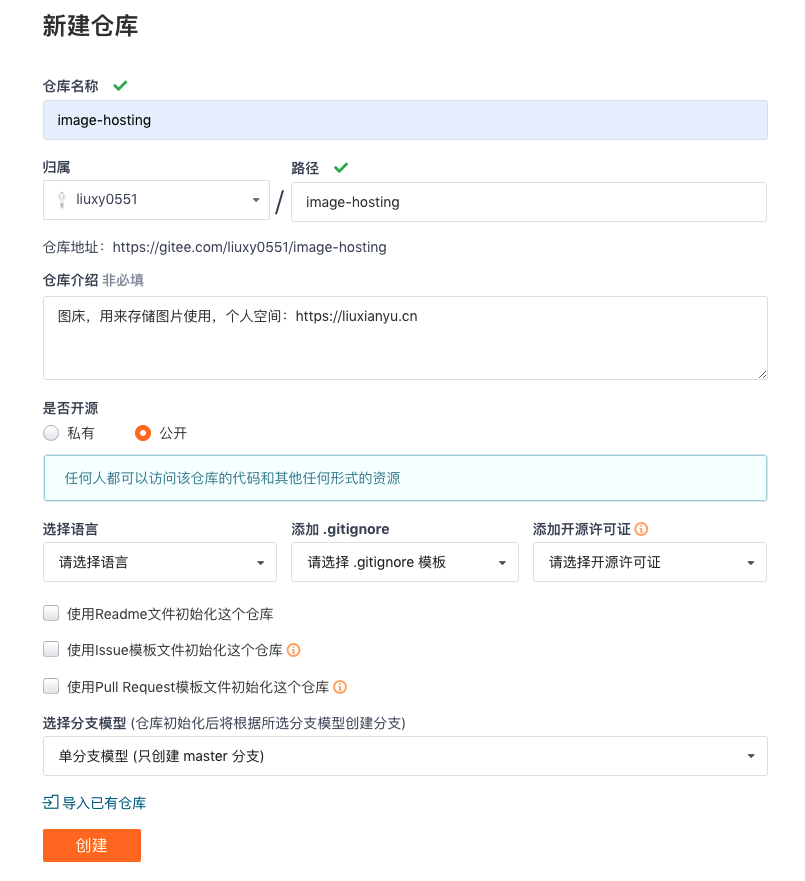 新建仓库
仓库名称
image-hosting
归属 路径
liuxy0551 / image-hosting
仓库地址：https://gitee.com/liuxy0551/image-hosting
仓库介绍 非必填
图床，用来存储图片使用，个人空间：https://liuxianyu.cn
是否开源
私有 公开
任何人都可以访问该仓库的代码和其他任何形式的资源
选择语言 添加 .gitignore 添加开源许可证
请选择语言 请选择 .gitignore 模板 请选择开源许可证
使用Readme文件初始化这个仓库
使用Issue模板文件初始化这个仓库
使用Pull Request模板文件初始化这个仓库
选择分支模型 (仓库初始化后将根据所选分支模型创建分支)
单分支模型 (只创建 master 分支)
导入已有仓库
创建